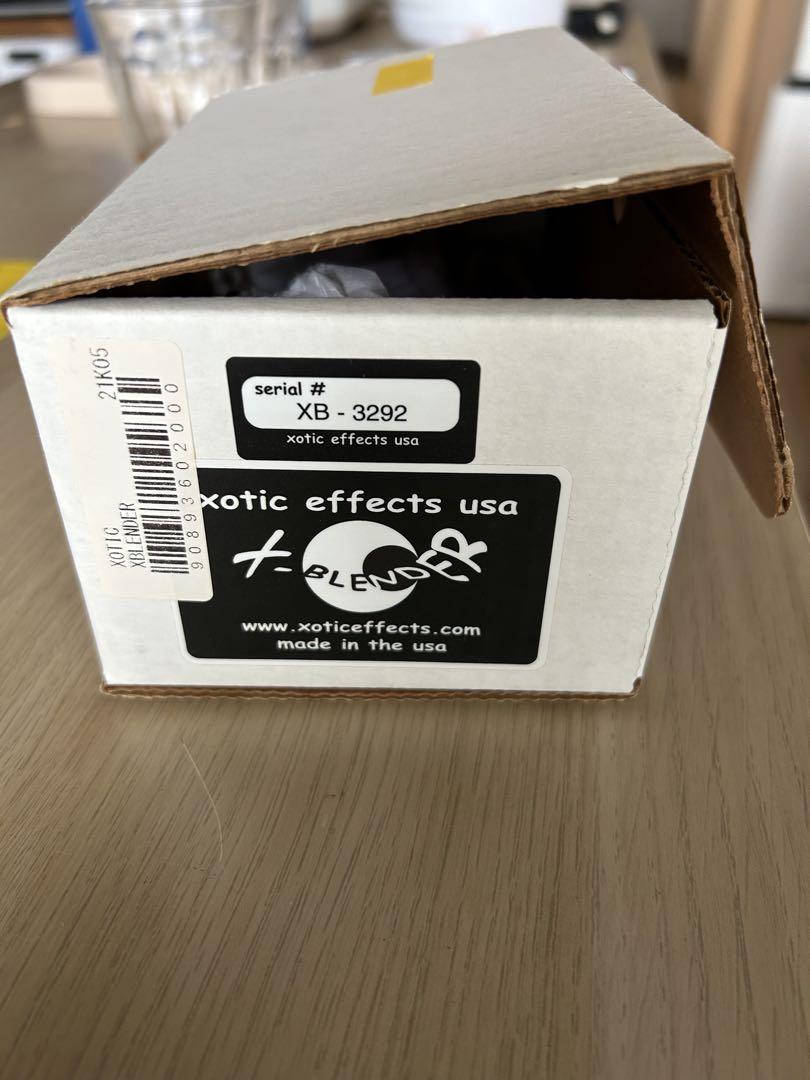 XOTIC
XBLENDER
21K05
90893602000
serial #
XB - 3292
xotic effects usa
xotic effects usa
X-BLENDER
www.xoticeffects.com
made in the usa